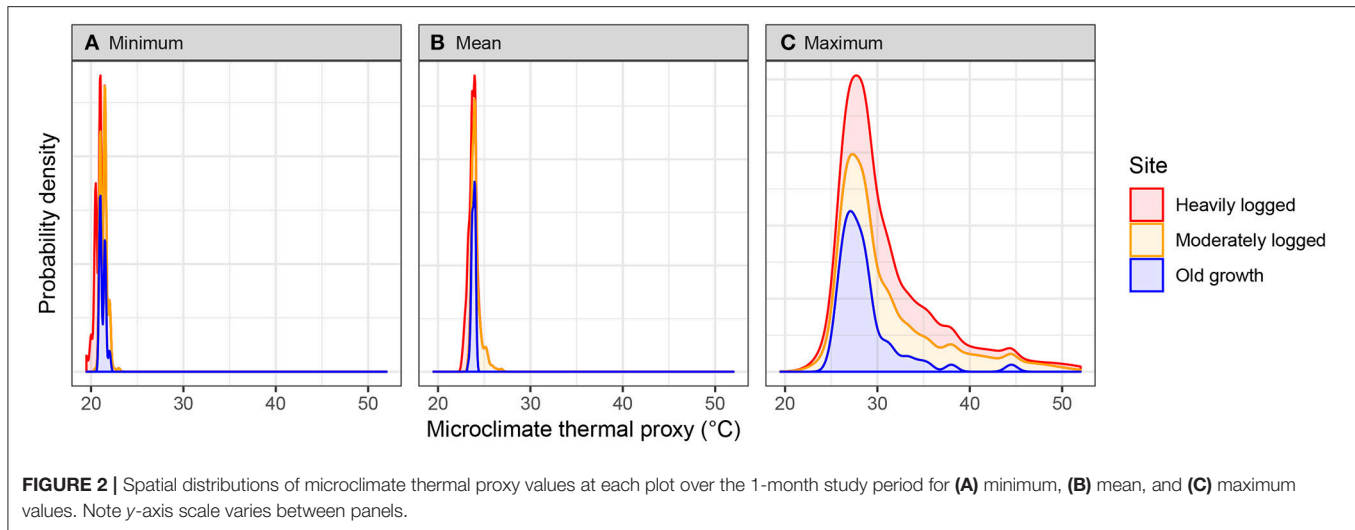 A Minimum
B Mean
C Maximum
Probability density
20 30 40 50
20 30 40 50
20 30 40 50
Microclimate thermal proxy (°C)
Site
Heavily logged
Moderately logged
Old growth
FIGURE 2 | Spatial distributions of microclimate thermal proxy values at each plot over the 1-month study period for (A) minimum, (B) mean, and (C) maximum
values. Note y-axis scale varies between panels.